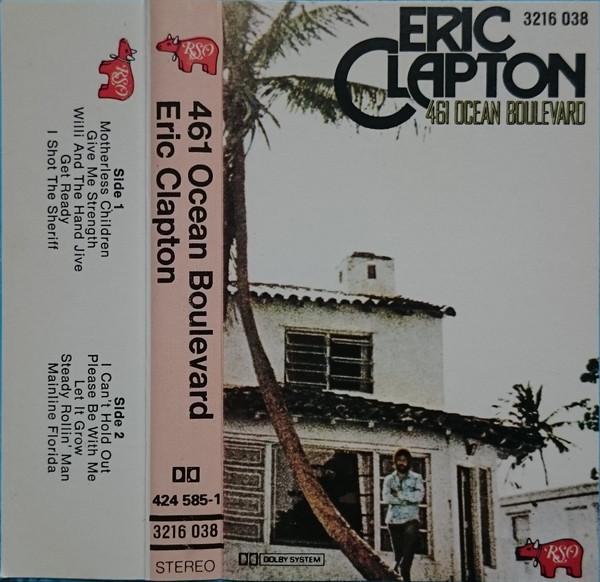 RSO
Side 1
Motherless Children
Give Me Strength
Willi And The Hand Jive
Get Ready
I Shot The Sheriff
Side 2
I Can't Hold Out
Please Be With Me
Let It Grow
Steady Rollin' Man
Mainline Florida
RSO
461 Ocean Boulevard
Eric Clapton
424 585-1
3216 038
STEREO
ERIC
CLAPTON
3216 038
461 OCEAN BOULEVARD
DOLBY SYSTEM
RSO